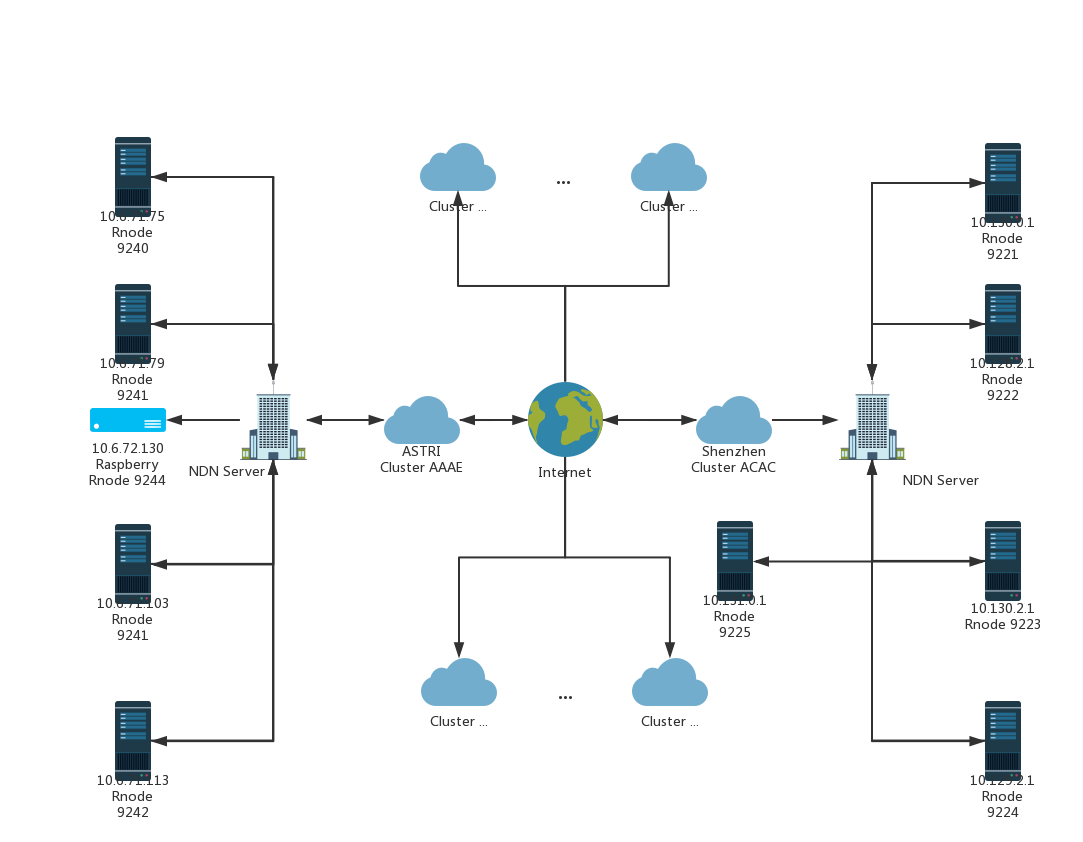 Cluster ...
...
Cluster ...
10.6.71.75
Rnode
9240
10.130.0.1
Rnode
9221
10.6.71.79
Rnode
9241
10.128.2.1
Rnode
9222
10.6.72.130
Raspberry
Rnode 9244
NDN Server
ASTRI
Cluster AAAE
Internet
Shenzhen
Cluster ACAC
NDN Server
10.6.71.103
Rnode
9241
10.131.0.1
Rnode
9225
10.130.2.1
Rnode 9223
Cluster ...
...
Cluster ...
10.6.71.113
Rnode
9242
10.129.2.1
Rnode
9224